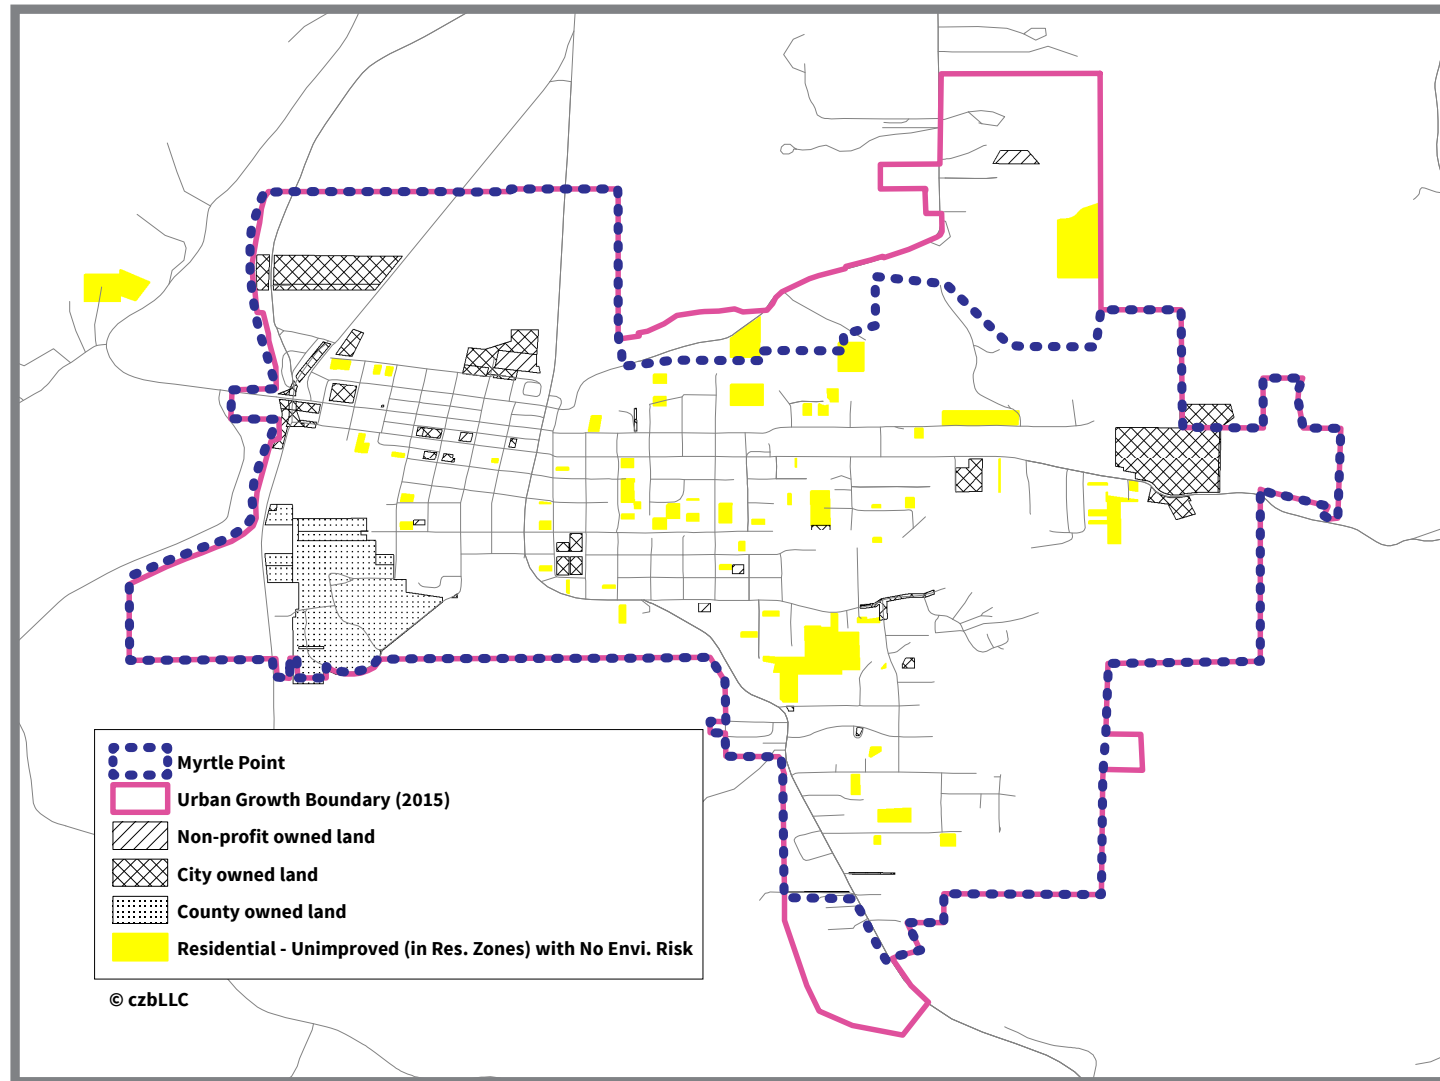 Myrtle Point
Urban Growth Boundary (2015)
Non-profit owned land
City owned land
County owned land
Residential - Unimproved (in Res. Zones) with No Envi. Risk
© czbLLC